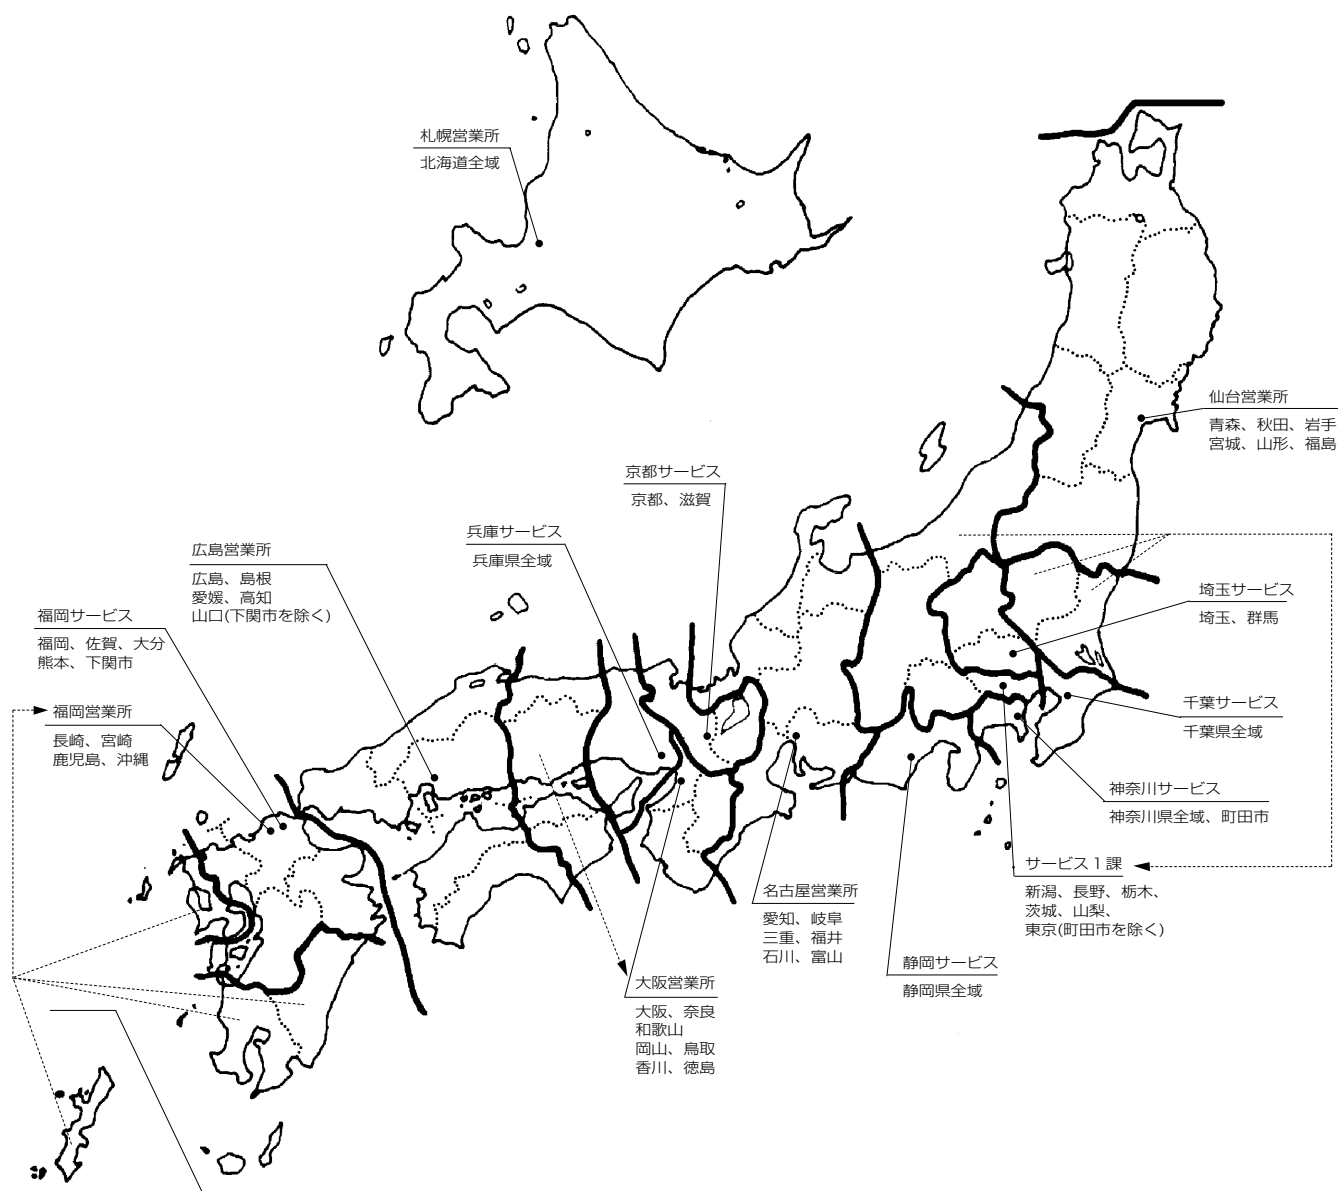 札幌営業所
北海道全域
仙台営業所
青森、秋田、岩手
宮城、山形、福島
京都サービス
京都、滋賀
兵庫サービス
兵庫県全域
広島営業所
広島、島根
愛媛、高知
山口(下関市を除く)
福岡サービス
福岡、佐賀、大分
熊本、下関市
福岡営業所
長崎、宮崎
鹿児島、沖縄
埼玉サービス
埼玉、群馬
千葉サービス
千葉県全域
神奈川サービス
神奈川県全域、町田市
サービス1課
新潟、長野、栃木、
茨城、山梨、
東京(町田市を除く)
名古屋営業所
愛知、岐阜
三重、福井
石川、富山
静岡サービス
静岡県全域
大阪営業所
大阪、奈良
和歌山
岡山、鳥取
香川、徳島